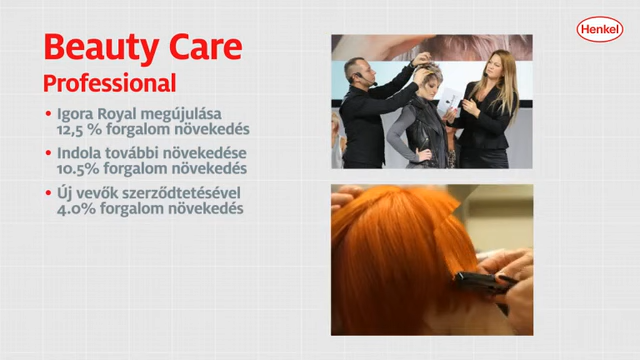 Beauty Care
Professional
Henkel
• Igora Royal megújulása
12,5 % forgalom növekedés
• Indola további növekedése
10.5% forgalom növekedés
• Új vevők szerződtetésével
4.0% forgalom növekedés